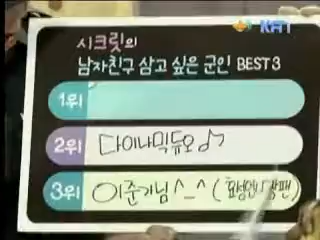 KFN
시크릿의
남자친구 삼고 싶은 군인 BEST3
1위
2위 다이나믹듀오♪
3위 이준기님^_^(